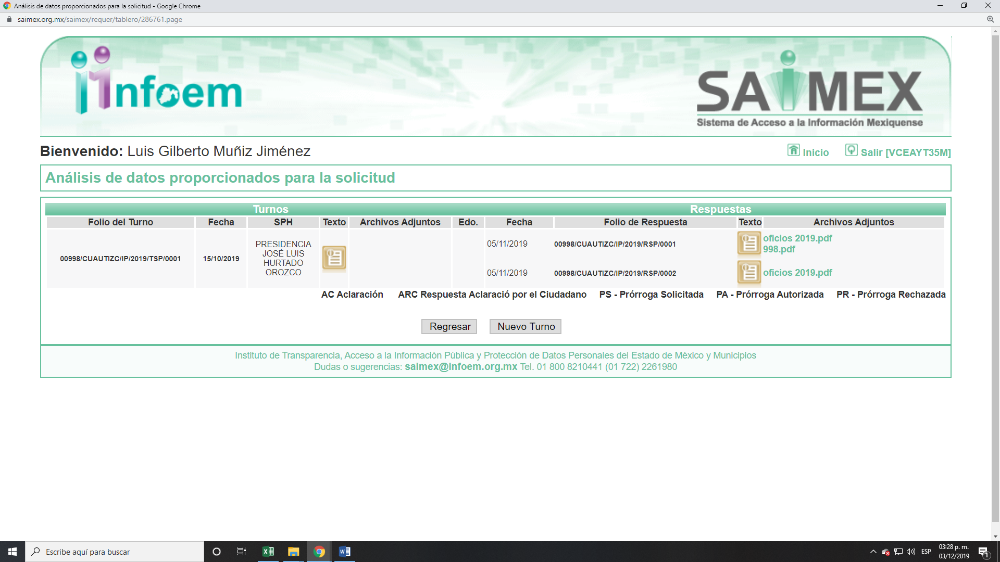 Análisis de datos proporcionados para la solicitud - Google Chrome
saimex.org.mx/saimex/requer/tablero/286761.page
infoem
SAIMEX
Sistema de Acceso a la Información Mexiquense
Bienvenido: Luis Gilberto Muñiz Jiménez
Inicio
Salir [VCEAYT35M]
Análisis de datos proporcionados para la solicitud
Turnos
Respuestas
Folio del Turno Fecha SPH Texto Archivos Adjuntos Edo. Fecha Folio de Respuesta Texto Archivos Adjuntos
00998/CUAUTIZC/IP/2019/TSP/0001
15/10/2019
PRESIDENCIA
JOSÉ LUIS
HURTADO
OROZCO
05/11/2019
00998/CUAUTIZC/IP/2019/RSP/0001
oficios 2019.pdf
998.pdf
05/11/2019
00998/CUAUTIZC/IP/2019/RSP/0002
oficios 2019.pdf
AC Aclaración ARC Respuesta Aclaració por el Ciudadano PS - Prórroga Solicitada PA - Prórroga Autorizada PR - Prórroga Rechazada
Regresar
Nuevo Turno
Instituto de Transparencia, Acceso a la Información Pública y Protección de Datos Personales del Estado de México y Municipios
Dudas o sugerencias: saimex@infoem.org.mx Tel. 01 800 8210441 (01 722) 2261980
Escribe aquí para buscar
ESP
03:28 p. m.
03/12/2019
1